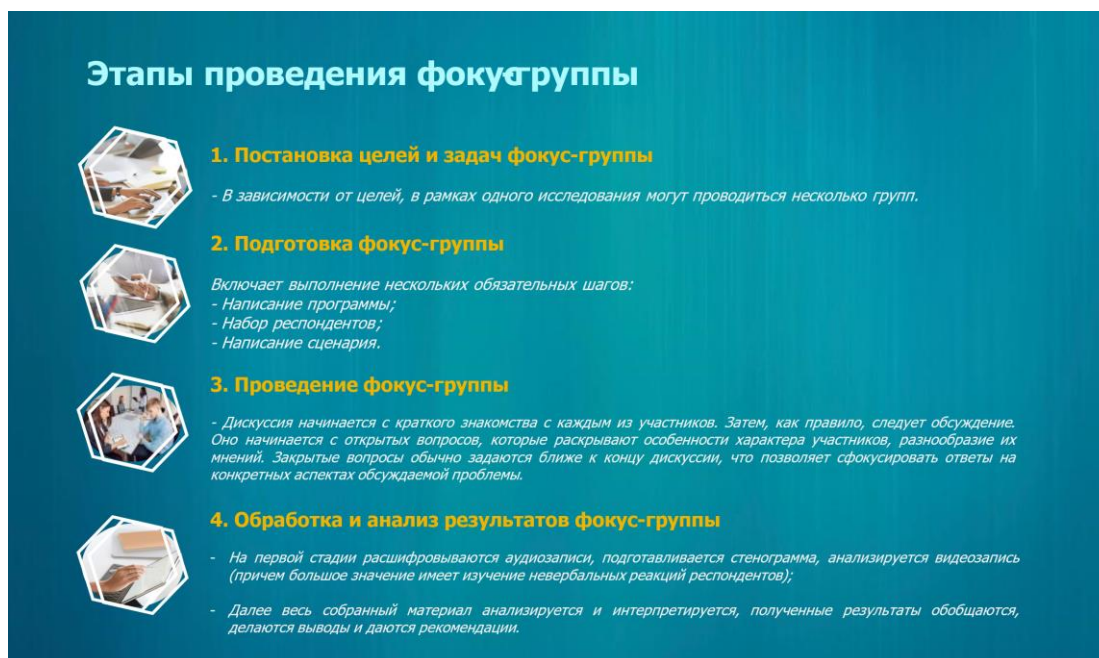 Этапы проведения фокус-группы
1. Постановка целей и задач фокус-группы
- В зависимости от целей, в рамках одного исследования могут проводиться несколько групп.
2. Подготовка фокус-группы
Включает выполнение нескольких обязательных шагов:
- Написание программы;
- Набор респондентов;
- Написание сценария.
3. Проведение фокус-группы
- Дискуссия начинается с краткого знакомства с каждым из участников. Затем, как правило, следует обсуждение.
Оно начинается с открытых вопросов, которые раскрывают особенности характера участников, разнообразие их
мнений. Закрытые вопросы обычно задаются ближе к концу дискуссии, что позволяет сфокусировать ответы на
конкретных аспектах обсуждаемой проблемы.
4. Обработка и анализ результатов фокус-группы
- На первой стадии расшифровываются аудиозаписи, подготавливается стенограмма, анализируется видеозапись
(причем большое значение имеет изучение невербальных реакций респондентов);
- Далее весь собранный материал анализируется и интерпретируется, полученные результаты обобщаются,
делаются выводы и даются рекомендации.